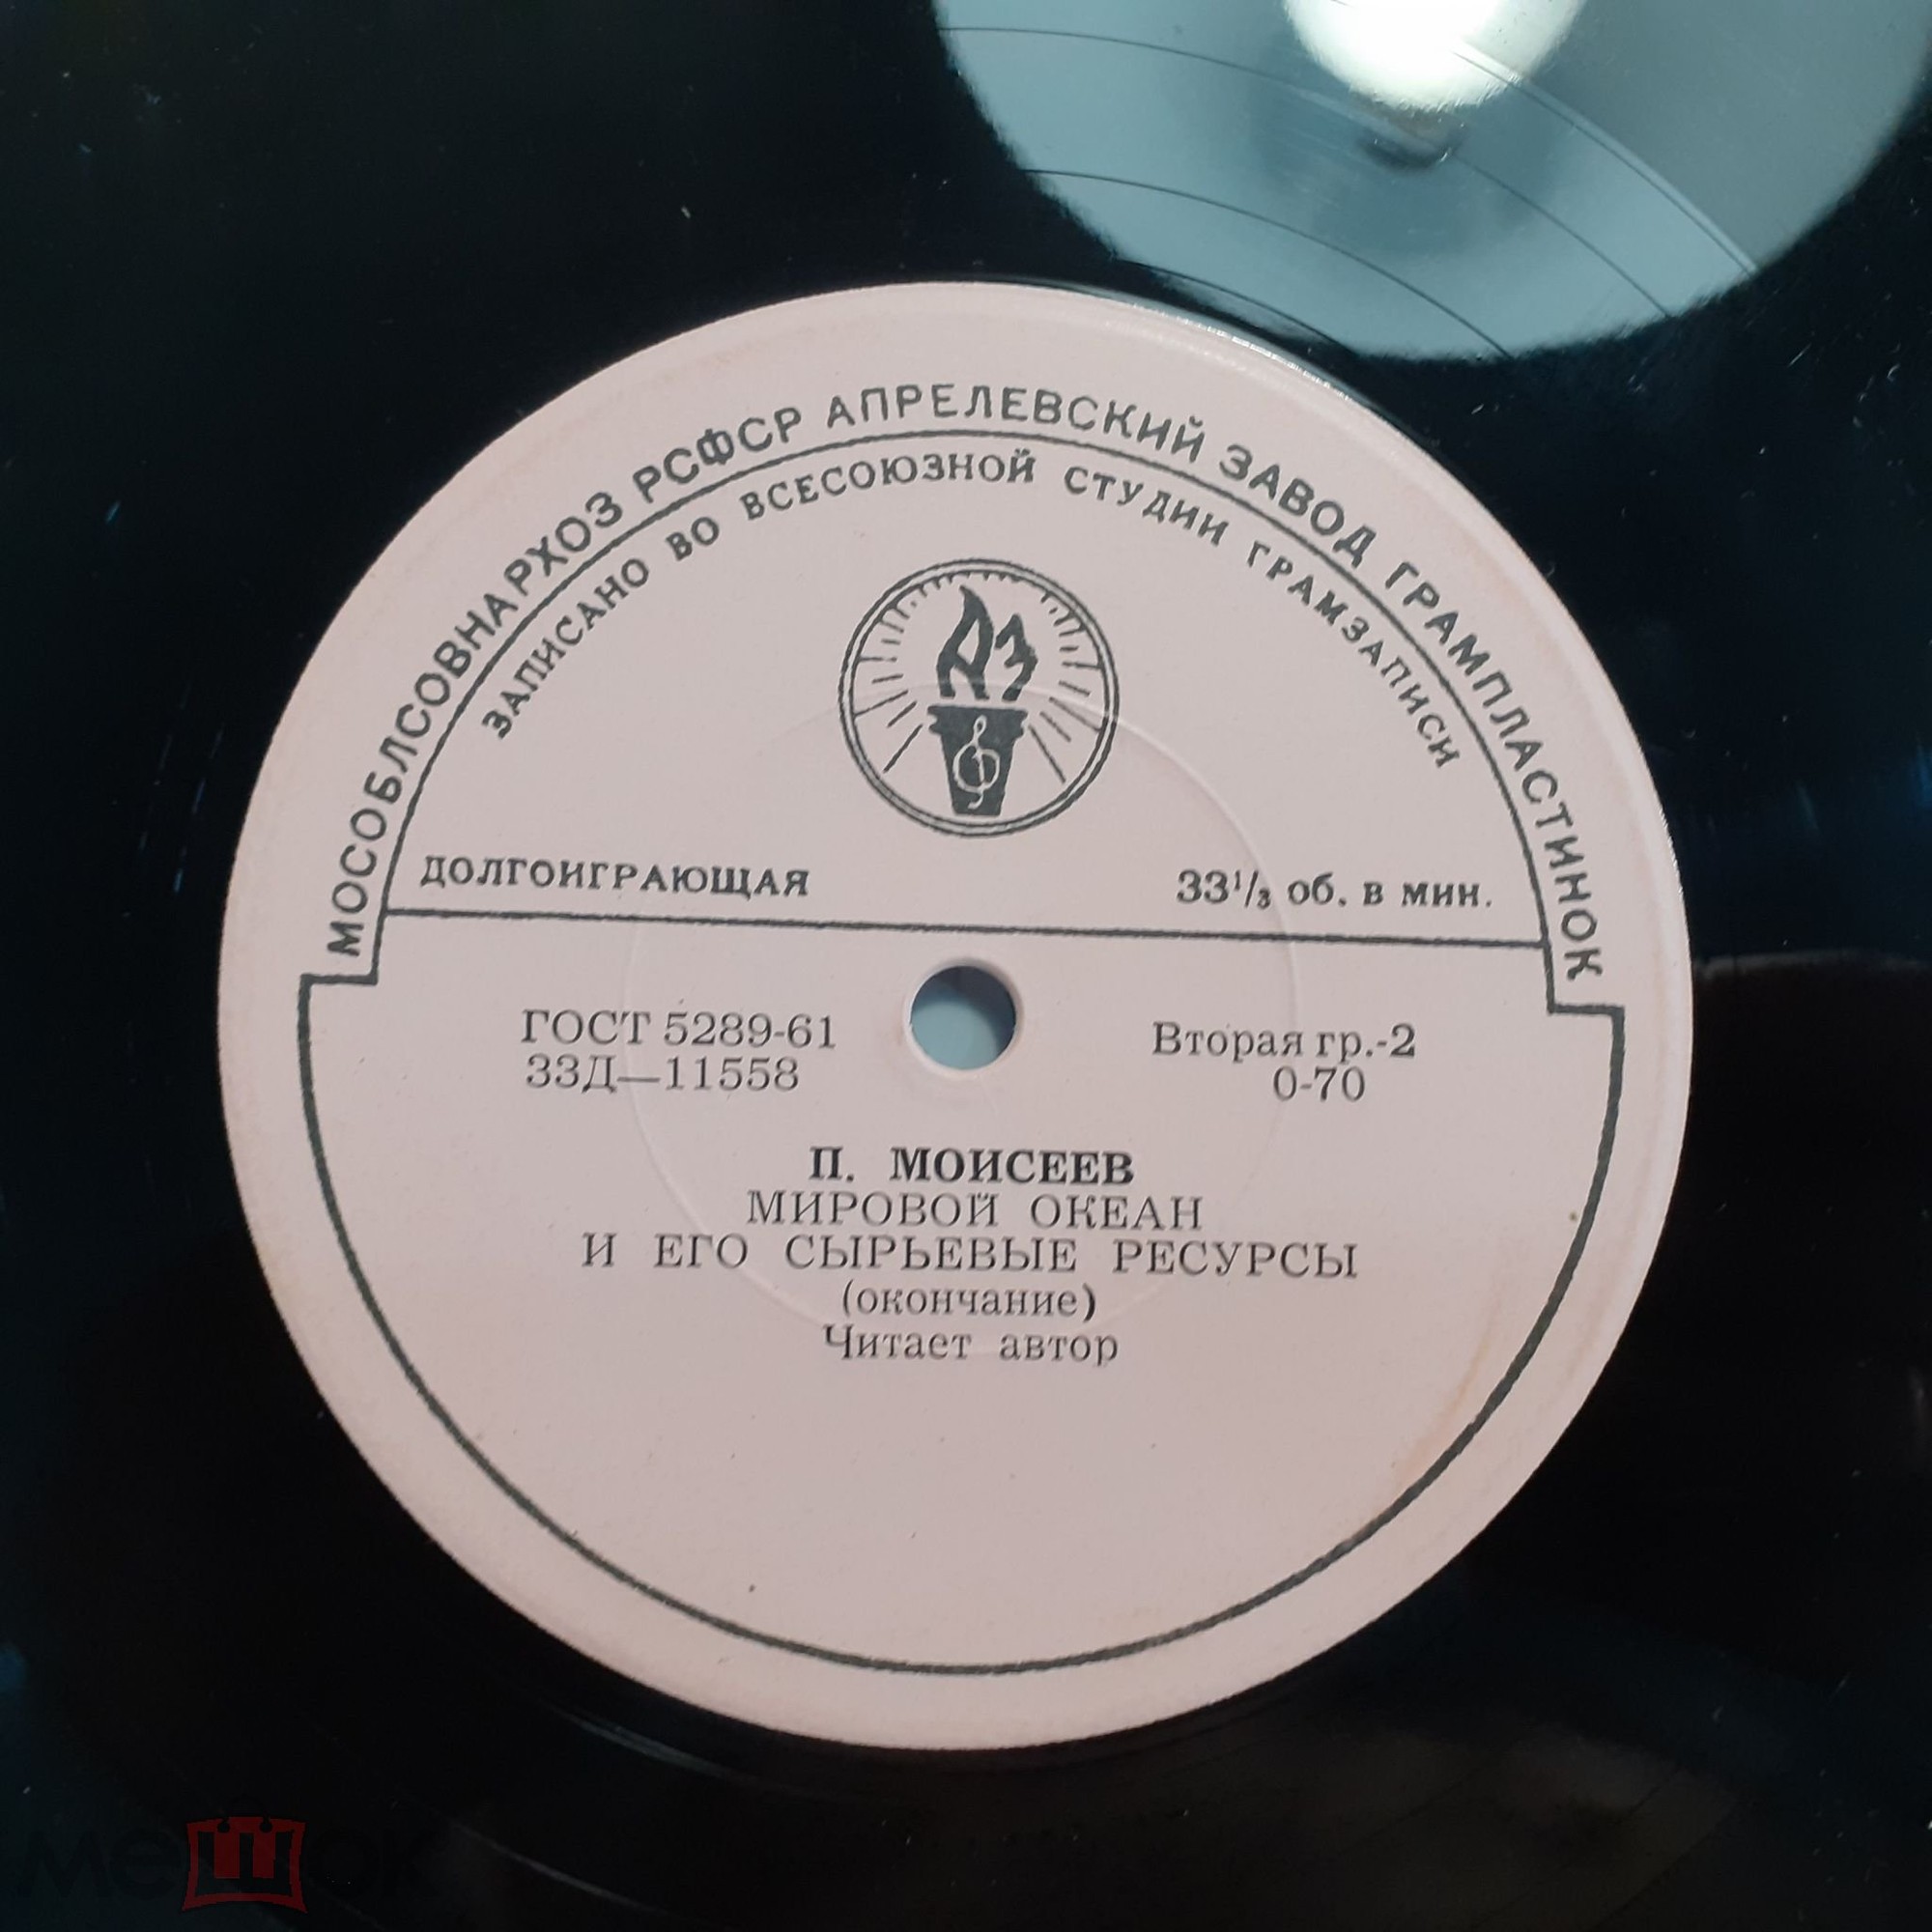 МОСОБЛСОВНАРХОЗ РСФСР АПРЕЛЕВСКИЙ ЗАВОД ГРАМПЛАСТИНОК
ЗАПИСАНО ВО ВСЕСОЮЗНОЙ СТУДИИ ГРАМЗАПИСИ
АЗ
ДОЛГОИГРАЮЩАЯ 33⅓ об. в мин.
ГОСТ 5289-61 Вторая гр.-2
33Д—11558 0-70
П. МОИСЕЕВ
МИРОВОЙ ОКЕАН
И ЕГО СЫРЬЕВЫЕ РЕСУРСЫ
(окончание)
Читает автор
мешок